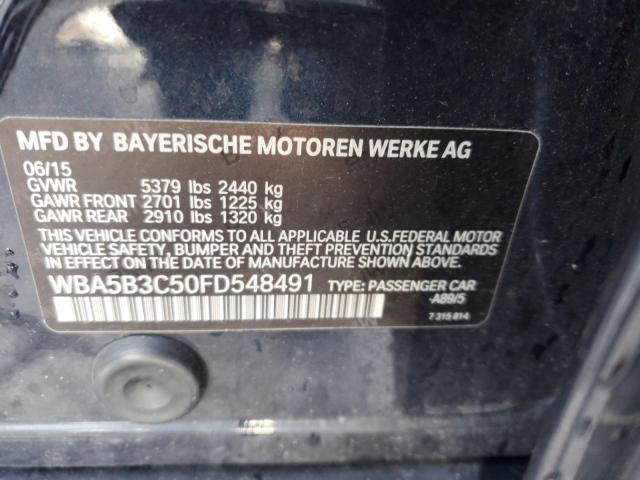 MFD BY BAYERISCHE MOTOREN WERKE AG
06/15
GVWR 5379 lbs 2440 kg
GAWR FRONT 2701 lbs 1225 kg
GAWR REAR 2910 lbs 1320 kg
THIS VEHICLE CONFORMS TO ALL APPLICABLE U.S.FEDERAL MOTOR
VEHICLE SAFETY, BUMPER AND THEFT PREVENTION STANDARDS
IN EFFECT ON THE DATE OF MANUFACTURE SHOWN ABOVE.
WBA5B3C50FD548491 TYPE: PASSENGER CAR
-A89/5
7 315 814